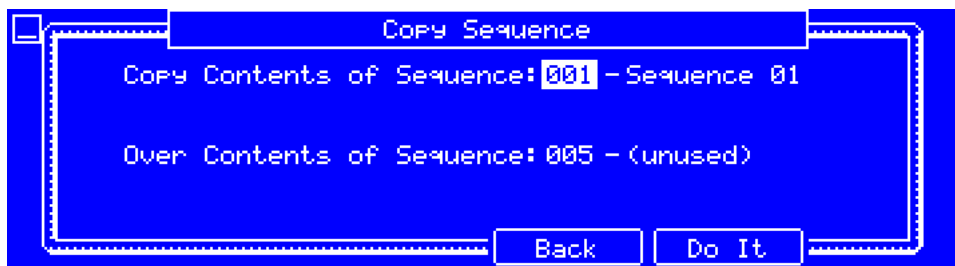 Copy Sequence
Copy Contents of Sequence:001-Sequence 01
Over Contents of Sequence:005-(unused)
Back Do It